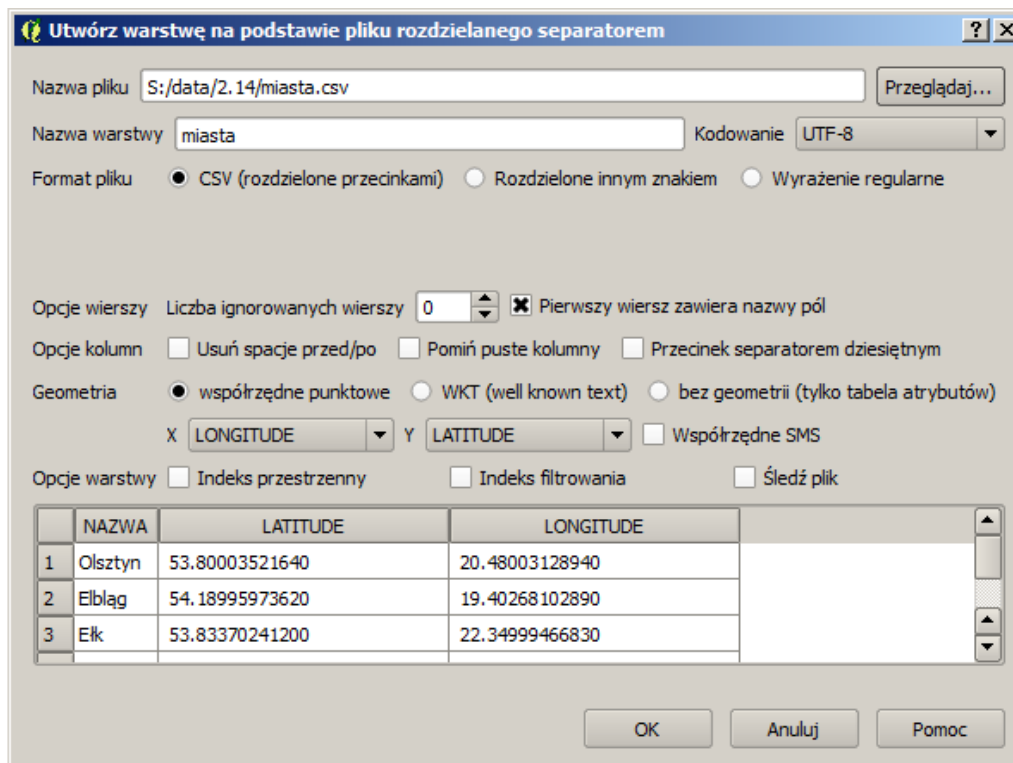 Utwórz warstwę na podstawie pliku rozdzielanego separatorem
Nazwa pliku S:/data/2.14/miasta.csv Przeglądaj...
Nazwa warstwy miasta Kodowanie UTF-8
Format pliku CSV (rozdzielone przecinkami) Rozdzielone innym znakiem Wyrażenie regularne
Opcje wierszy Liczba ignorowanych wierszy 0 Pierwszy wiersz zawiera nazwy pól
Opcje kolumn Usuń spacje przed/po Pomiń puste kolumny Przecinek separatorem dziesiętnym
Geometria współrzędne punktowe WKT (well known text) bez geometrii (tylko tabela atrybutów)
X LONGITUDE Y LATITUDE Współrzędne SMS
Opcje warstwy Indeks przestrzenny Indeks filtrowania Śledź plik
NAZWA LATITUDE LONGITUDE
1 Olsztyn 53.80003521640 20.48003128940
2 Elbląg 54.18995973620 19.40268102890
3 Ełk 53.83370241200 22.34999466830
OK Anuluj Pomoc